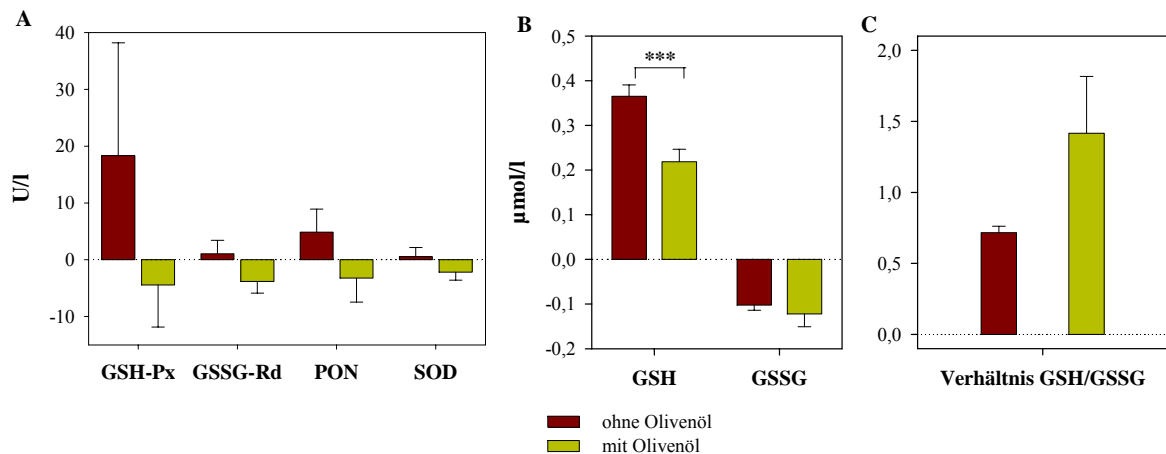 A
U/l
40
30
20
10
0
-10
GSH-Px GSSG-Rd PON SOD
B
µmol/l
0,5
0,4
0,3
0,2
0,1
0,0
-0,1
-0,2
***
GSH GSSG
C
2,0
1,5
1,0
0,5
0,0
Verhältnis GSH/GSSG
ohne Olivenöl
mit Olivenöl